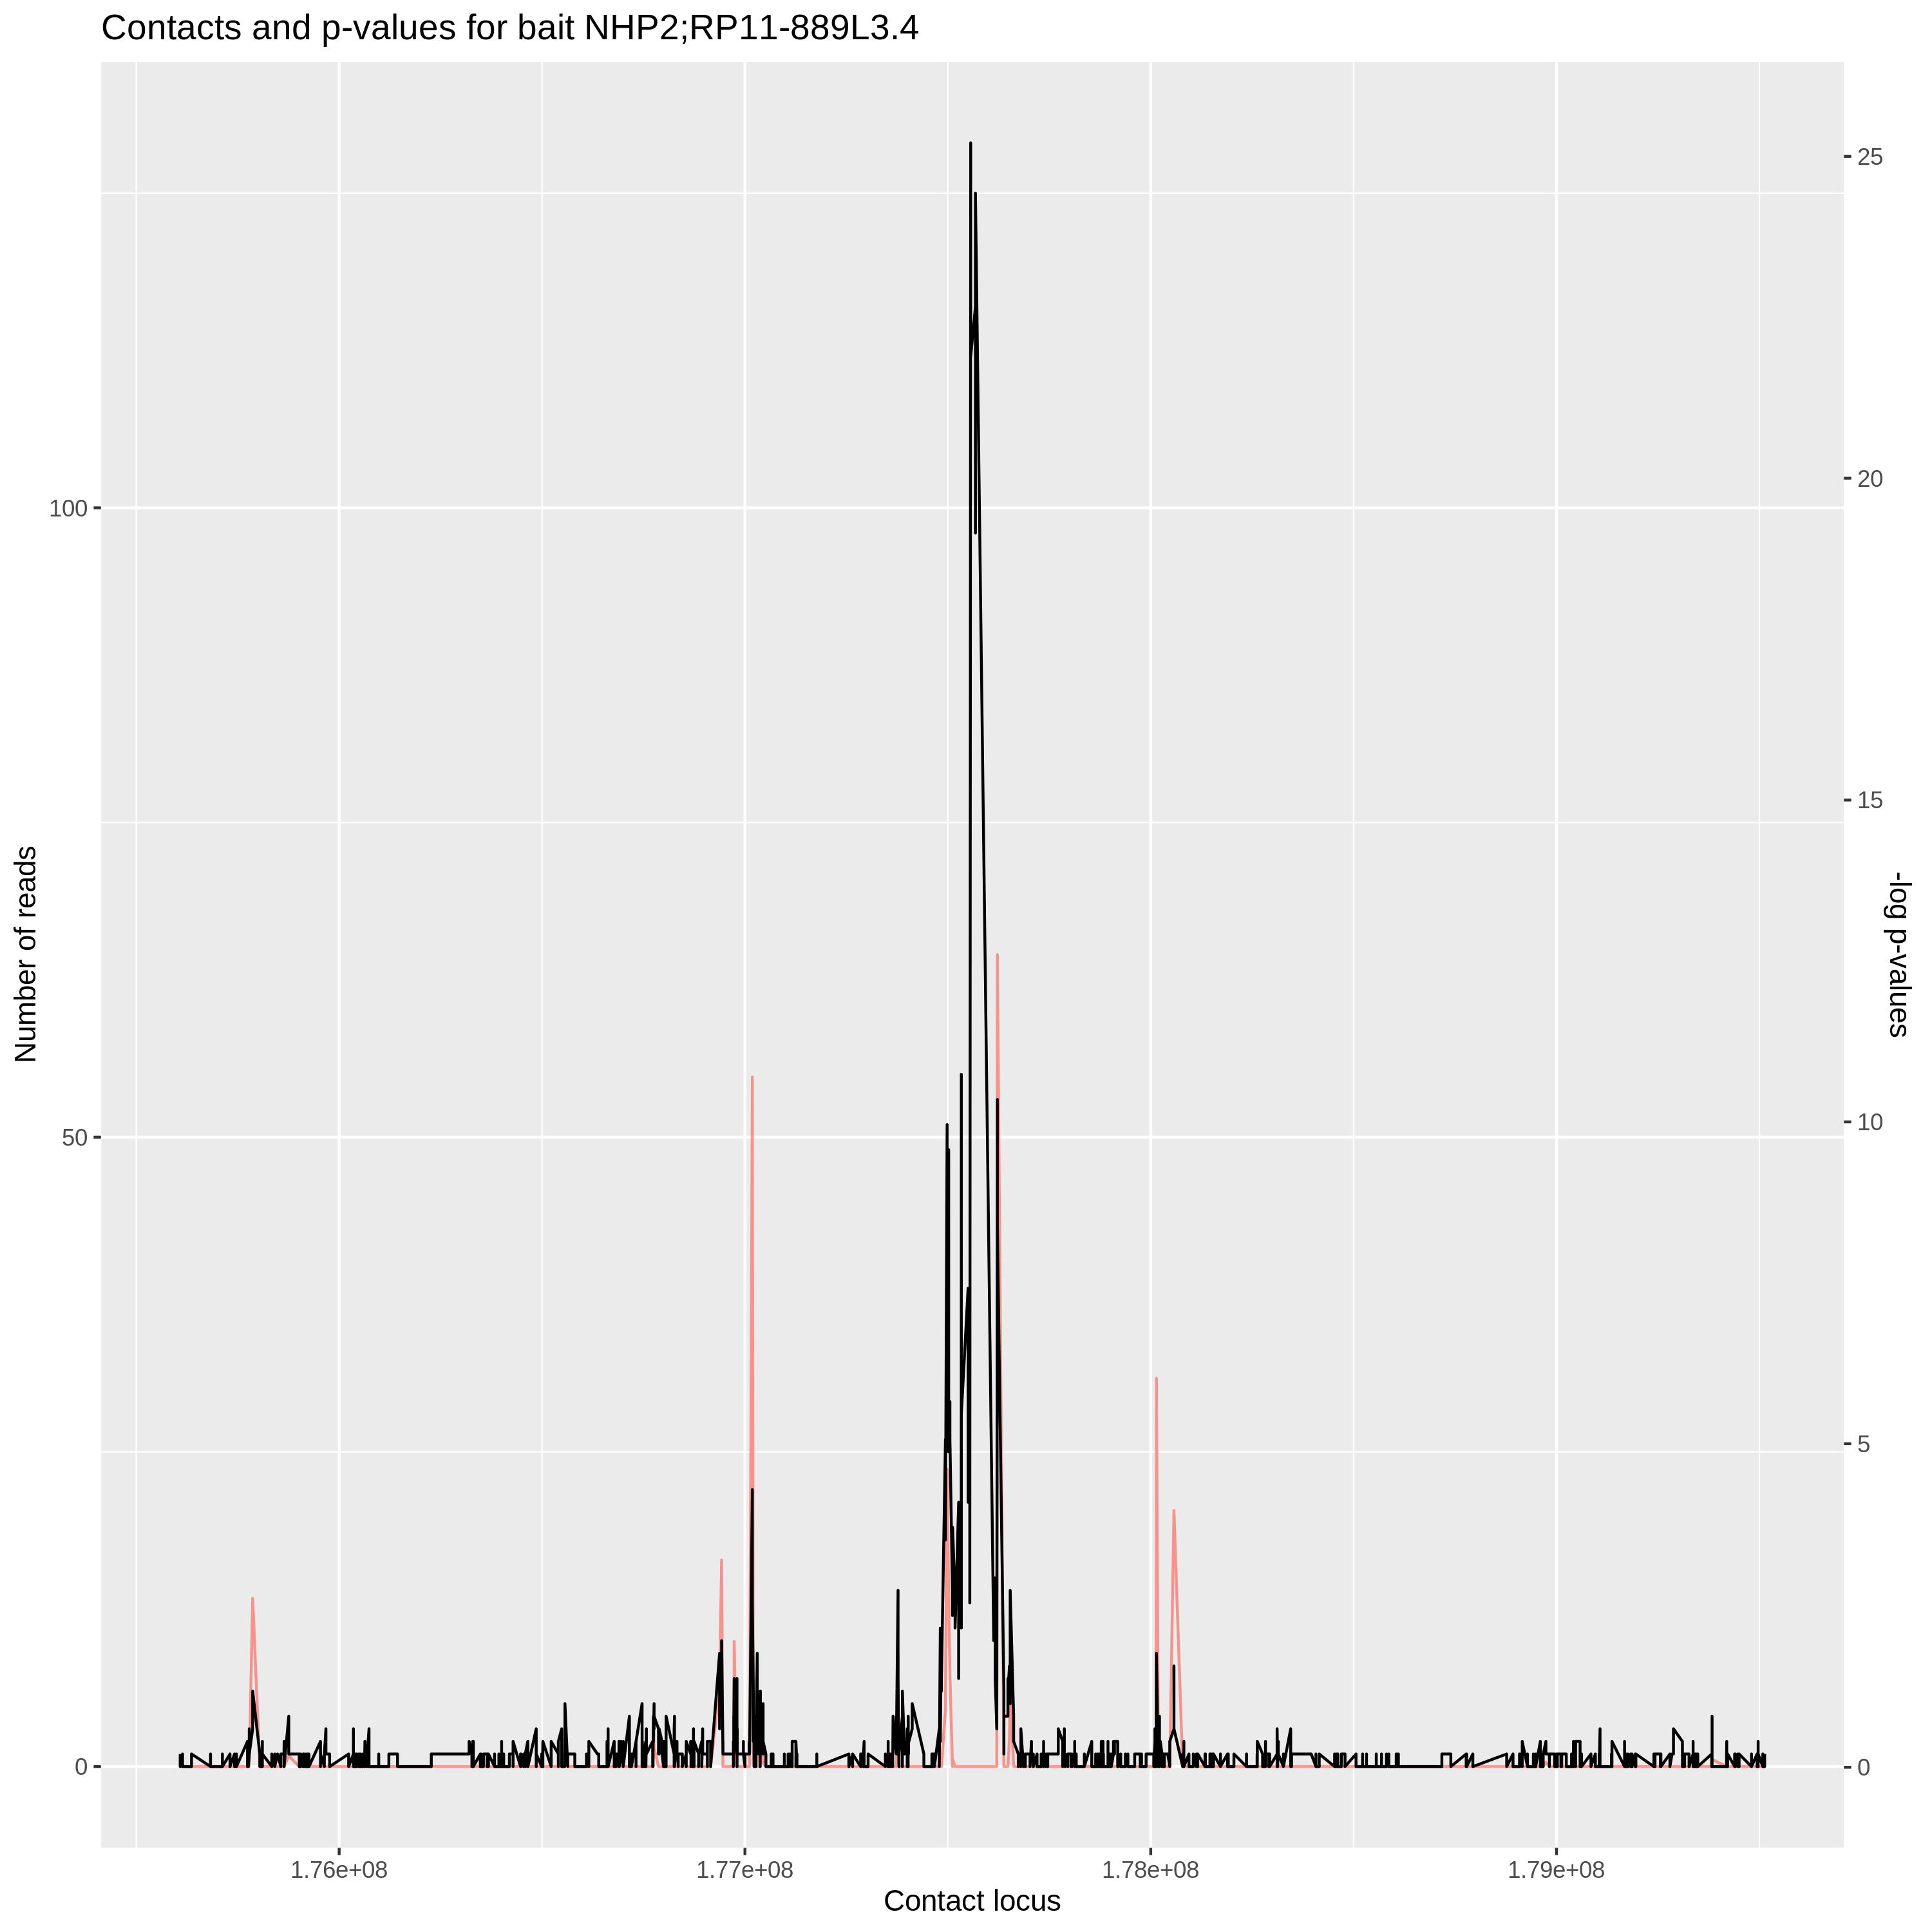 Contacts and p-values for bait NHP2;RP11-889L3.4
Number of reads
100
50
0
25
20
15
10
5
0
-log p-values
1.76e+08
1.77e+08
1.78e+08
1.79e+08
Contact locus